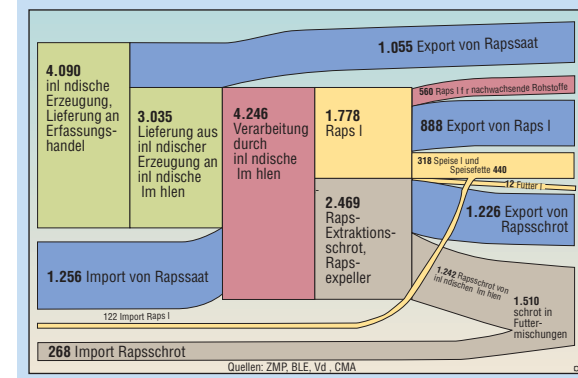 1.055 Export von Rapssaat
4.090
inl ndische
Erzeugung,
Lieferung an
Erfassungs-
handel
3.035
Lieferung aus
inl ndischer
Erzeugung an
inl ndische
lm hlen
4.246
Verarbeitung
durch
inl ndische
lm hlen
1.778
Raps l
560 Raps l f r nachwachsende Rohstoffe
888 Export von Raps l
318 Speise l und
Speisefette 440
12 Futter l
2.469
Raps-
Extraktions-
schrot,
Raps-
expeller
1.226 Export von
Rapsschrot
1.256 Import von Rapssaat
1.242 Rapsschrot von
inl ndischen lm hlen
1.510
schrot in
Futter-
mischungen
122 Import Raps l
268 Import Rapsschrot
Quellen: ZMP, BLE, Vd , CMA